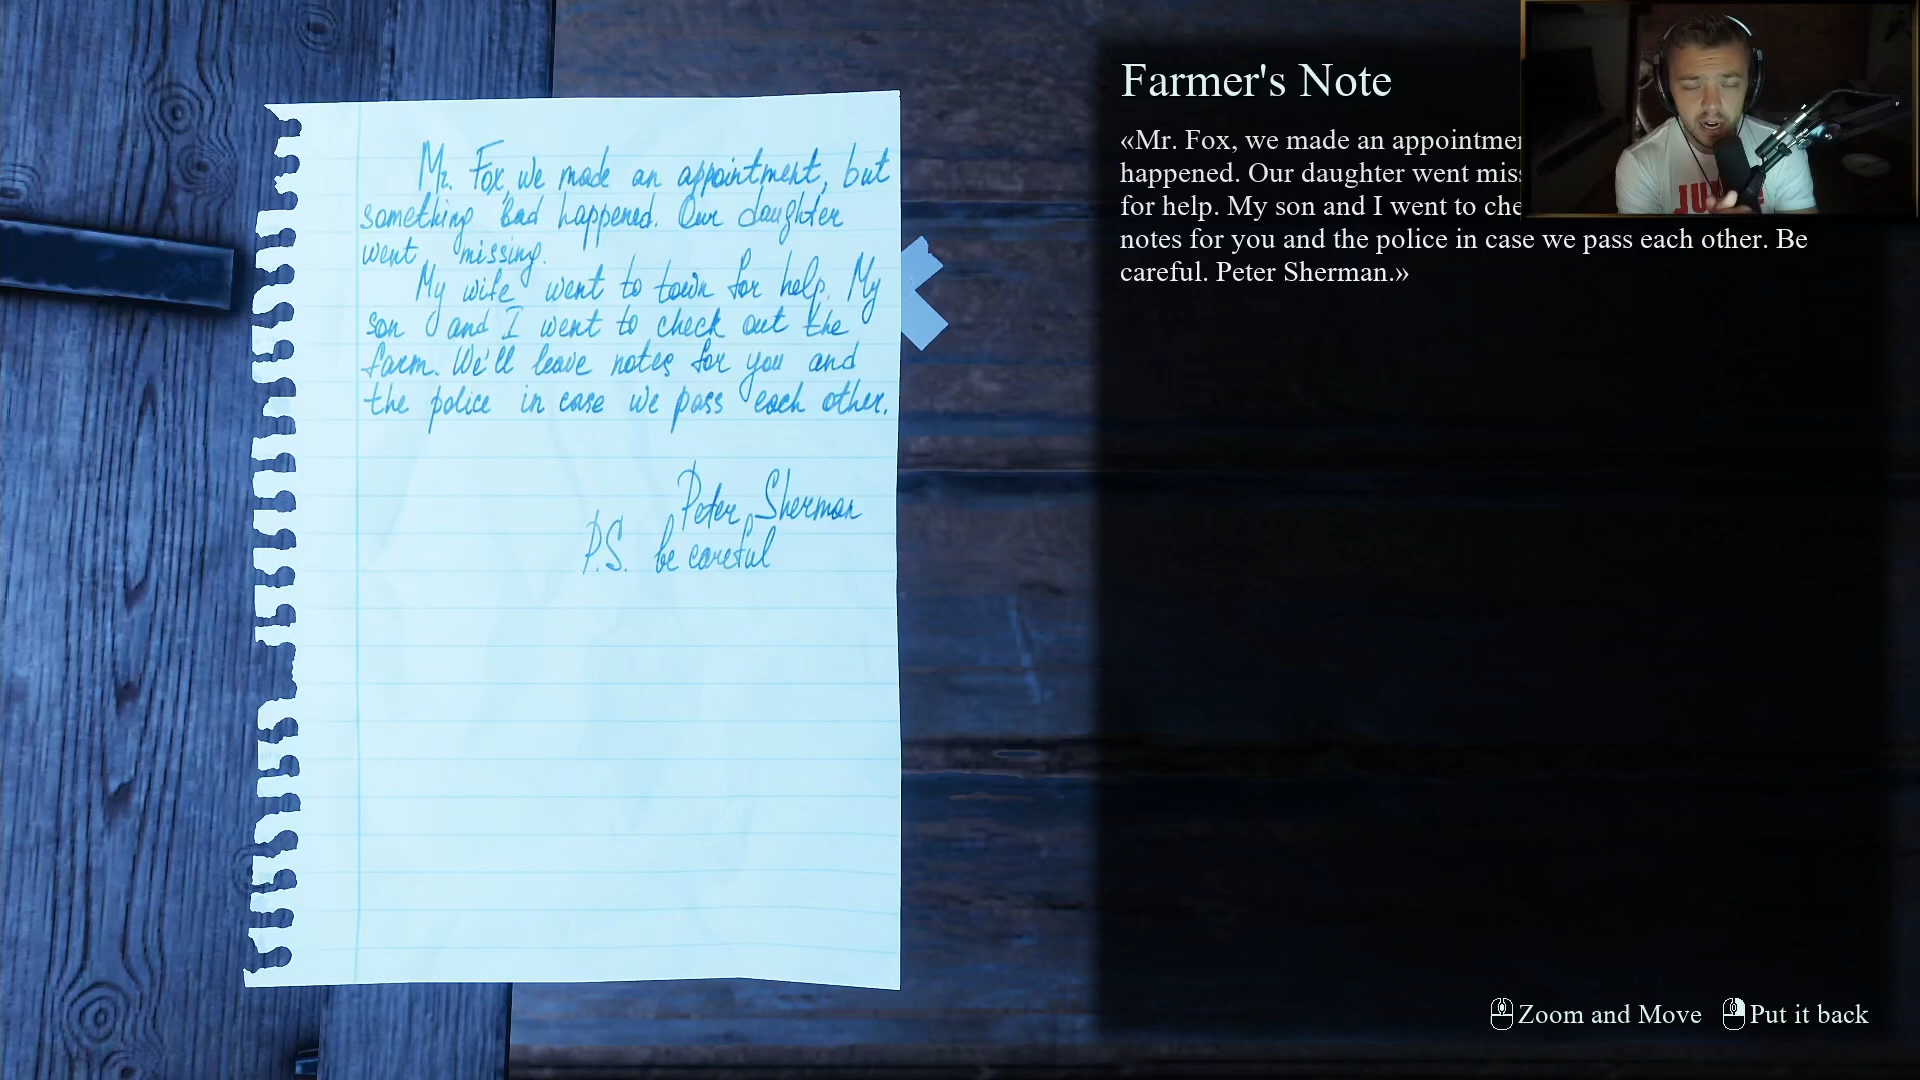 Mr. Fox, we made an appointment, but
something bad happened. Our daughter
went missing.
My wife went to town for help. My
son and I went to check out the
farm. We'll leave notes for you and
the police in case we pass each other.
Peter Sherman
P.S. be careful
Farmer's Note
«Mr. Fox, we made an appointmen
happened. Our daughter went miss
for help. My son and I went to che
notes for you and the police in case we pass each other. Be
careful. Peter Sherman.»
Zoom and Move Put it back